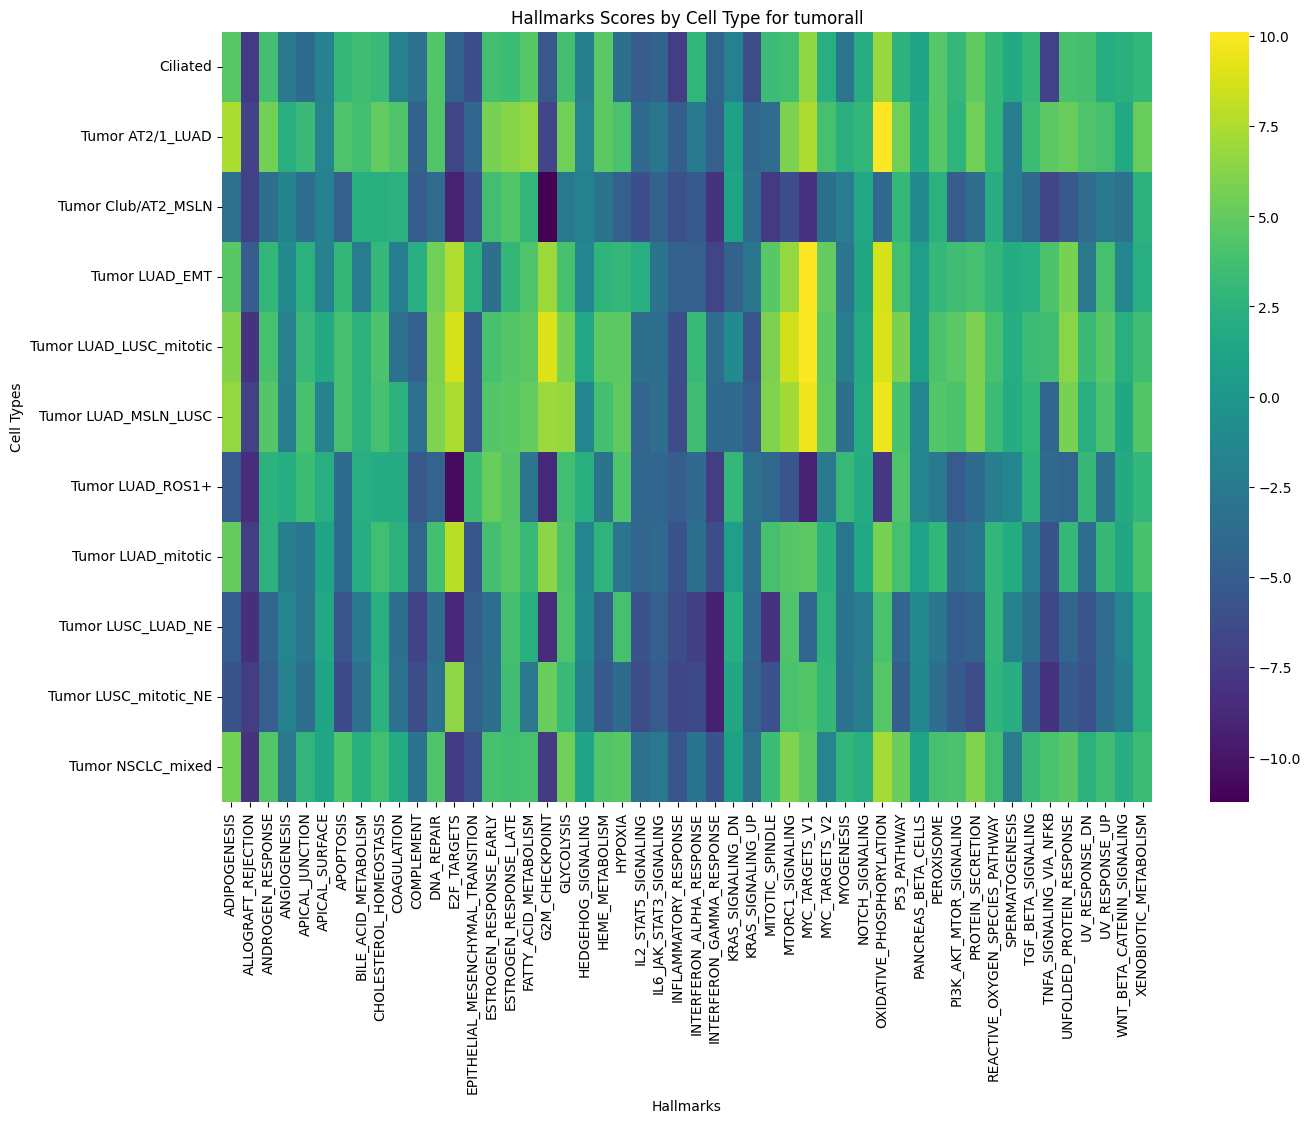 Hallmarks Scores by Cell Type for tumorall
Cell Types
Ciliated
Tumor AT2/1_LUAD
Tumor Club/AT2_MSLN
Tumor LUAD_EMT
Tumor LUAD_LUSC_mitotic
Tumor LUAD_MSLN_LUSC
Tumor LUAD_ROS1+
Tumor LUAD_mitotic
Tumor LUSC_LUAD_NE
Tumor LUSC_mitotic_NE
Tumor NSCLC_mixed
ADIPOGENESIS
ALLOGRAFT_REJECTION
ANDROGEN_RESPONSE
ANGIOGENESIS
APICAL_JUNCTION
APICAL_SURFACE
APOPTOSIS
BILE_ACID_METABOLISM
CHOLESTEROL_HOMEOSTASIS
COAGULATION
COMPLEMENT
DNA_REPAIR
E2F_TARGETS
EPITHELIAL_MESENCHYMAL_TRANSITION
ESTROGEN_RESPONSE_EARLY
ESTROGEN_RESPONSE_LATE
FATTY_ACID_METABOLISM
G2M_CHECKPOINT
GLYCOLYSIS
HEDGEHOG_SIGNALING
HEME_METABOLISM
HYPOXIA
IL2_STAT5_SIGNALING
IL6_JAK_STAT3_SIGNALING
INFLAMMATORY_RESPONSE
INTERFERON_ALPHA_RESPONSE
INTERFERON_GAMMA_RESPONSE
KRAS_SIGNALING_DN
KRAS_SIGNALING_UP
MITOTIC_SPINDLE
MTORC1_SIGNALING
MYC_TARGETS_V1
MYC_TARGETS_V2
MYOGENESIS
NOTCH_SIGNALING
OXIDATIVE_PHOSPHORYLATION
P53_PATHWAY
PANCREAS_BETA_CELLS
PEROXISOME
PI3K_AKT_MTOR_SIGNALING
PROTEIN_SECRETION
REACTIVE_OXYGEN_SPECIES_PATHWAY
SPERMATOGENESIS
TGF_BETA_SIGNALING
TNFA_SIGNALING_VIA_NFKB
UNFOLDED_PROTEIN_RESPONSE
UV_RESPONSE_DN
UV_RESPONSE_UP
WNT_BETA_CATENIN_SIGNALING
XENOBIOTIC_METABOLISM
Hallmarks
10.0
7.5
5.0
2.5
0.0
−2.5
−5.0
−7.5
−10.0